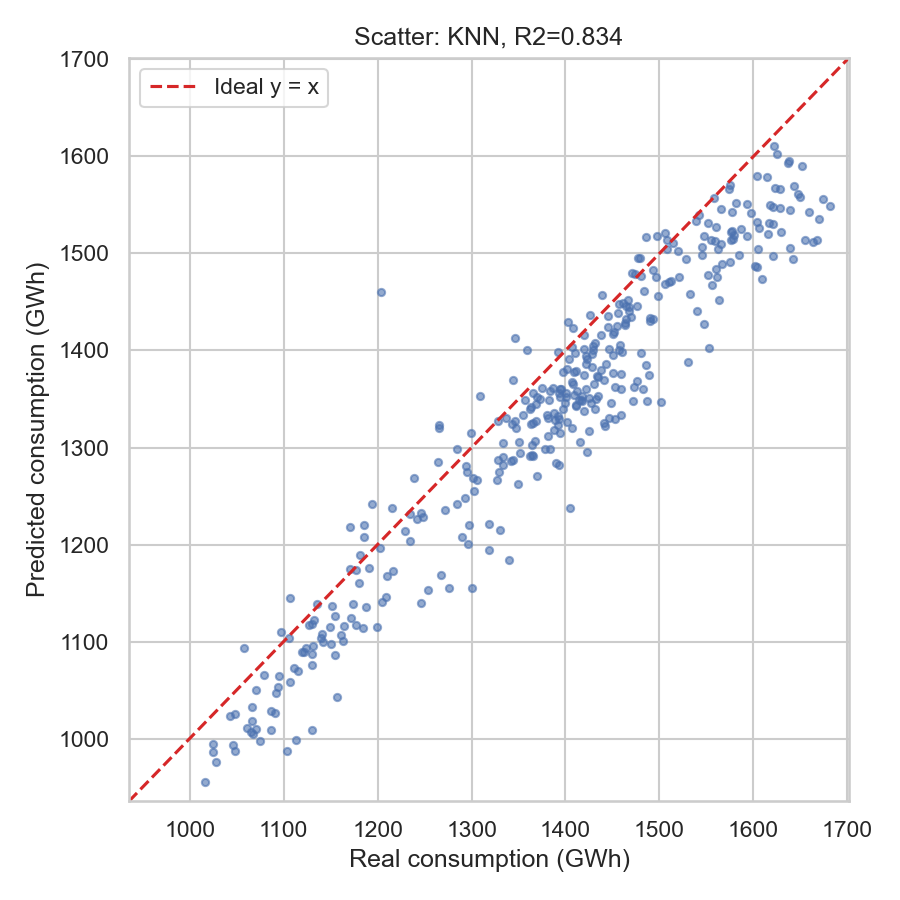 Scatter: KNN, R2=0.834
Ideal y = x
1700
1600
1500
1400
1300
1200
1100
1000
Predicted consumption (GWh)
1000 1100 1200 1300 1400 1500 1600 1700
Real consumption (GWh)